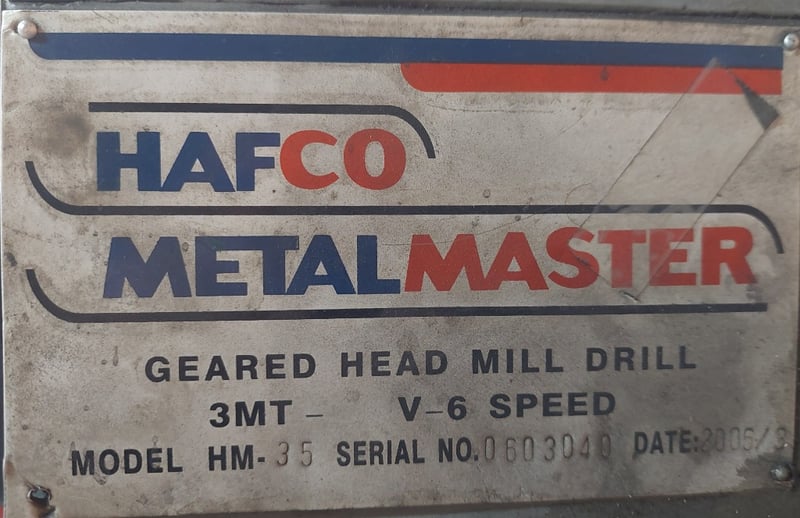 HAFCO
METALMASTER
GEARED HEAD MILL DRILL
3MT – V–6 SPEED
MODEL HM-35 SERIAL NO.0603040 DATE:2006/3